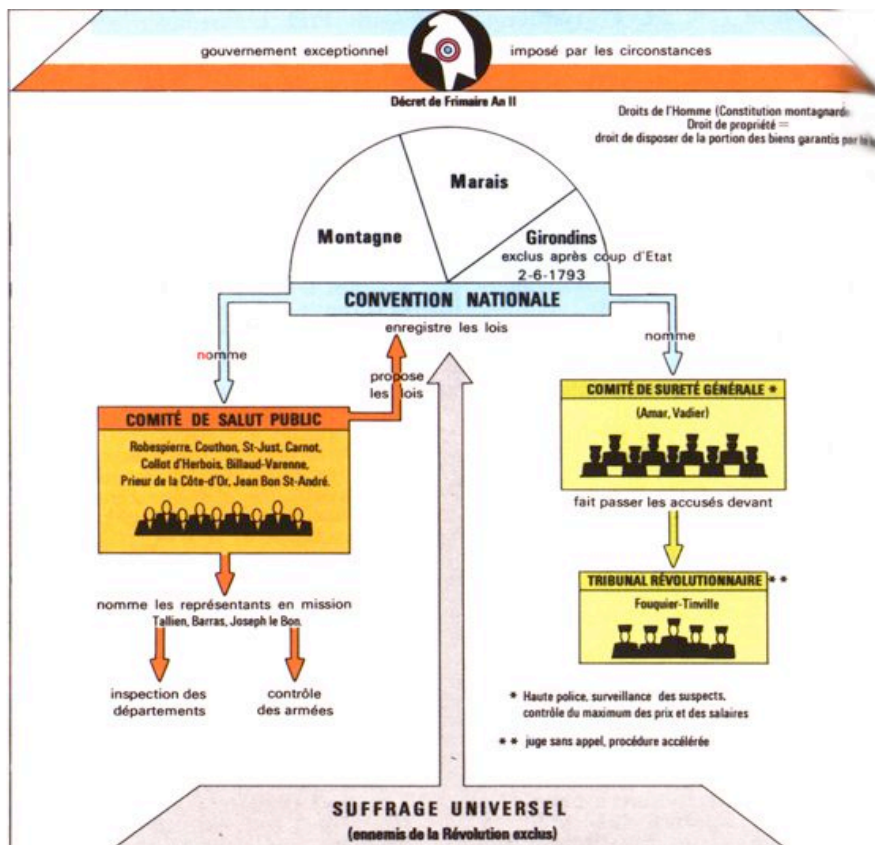 gouvernement exceptionnel imposé par les circonstances
Décret de Frimaire An II
Droits de l'Homme (Constitution montagnarde
Droit de propriété =
droit de disposer de la portion des biens garantis par
Montagne
Marais
Girondins
exclus après coup d'Etat
2-6-1793
CONVENTION NATIONALE
enregistre les lois
nomme
propose
les lois
nomme
COMITÉ DE SALUT PUBLIC
Robespierre, Couthon, St-Just, Carnot,
Collot d'Herbois, Billaud-Varenne,
Prieur de la Côte-d'Or, Jean Bon St-André.
nomme les représentants en mission
Tallien, Barras, Joseph le Bon.
inspection des
départements
contrôle
des armées
COMITÉ DE SURETÉ GÉNÉRALE *
(Amar, Vadier)
fait passer les accusés devant
TRIBUNAL RÉVOLUTIONNAIRE **
Fouquier-Tinville
* Haute police, surveillance des suspects,
contrôle du maximum des prix et des salaires
** juge sans appel, procédure accélérée
SUFFRAGE UNIVERSEL
(ennemis de la Révolution exclus)